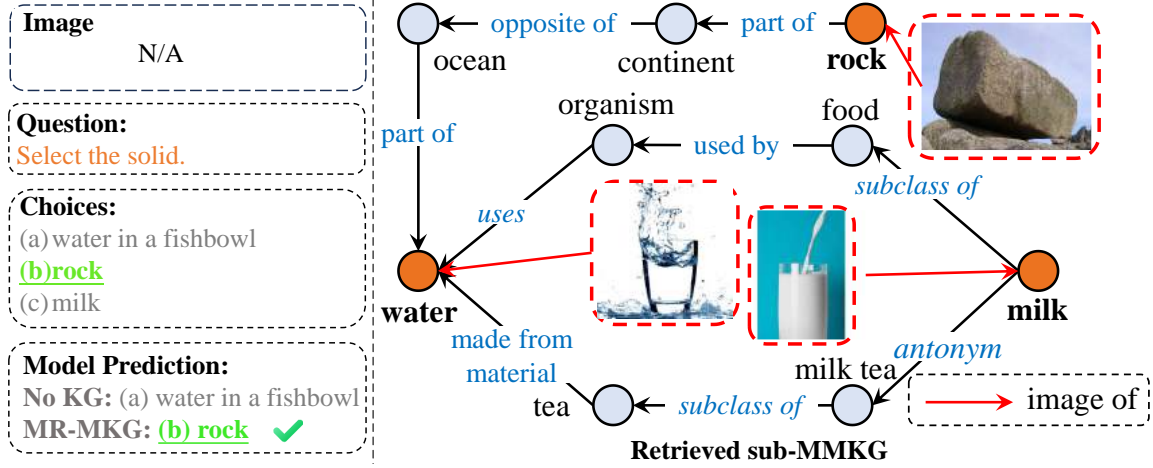 Image
N/A
Question:
Select the solid.
Choices:
(a) water in a fishbowl
(b)rock
(c) milk
Model Prediction:
No KG: (a) water in a fishbowl
MR-MKG: (b) rock
opposite of
part of
ocean
continent
rock
organism
food
part of
used by
subclass of
uses
water
milk
made from
material
antonym
milk tea
tea
subclass of
image of
Retrieved sub-MMKG